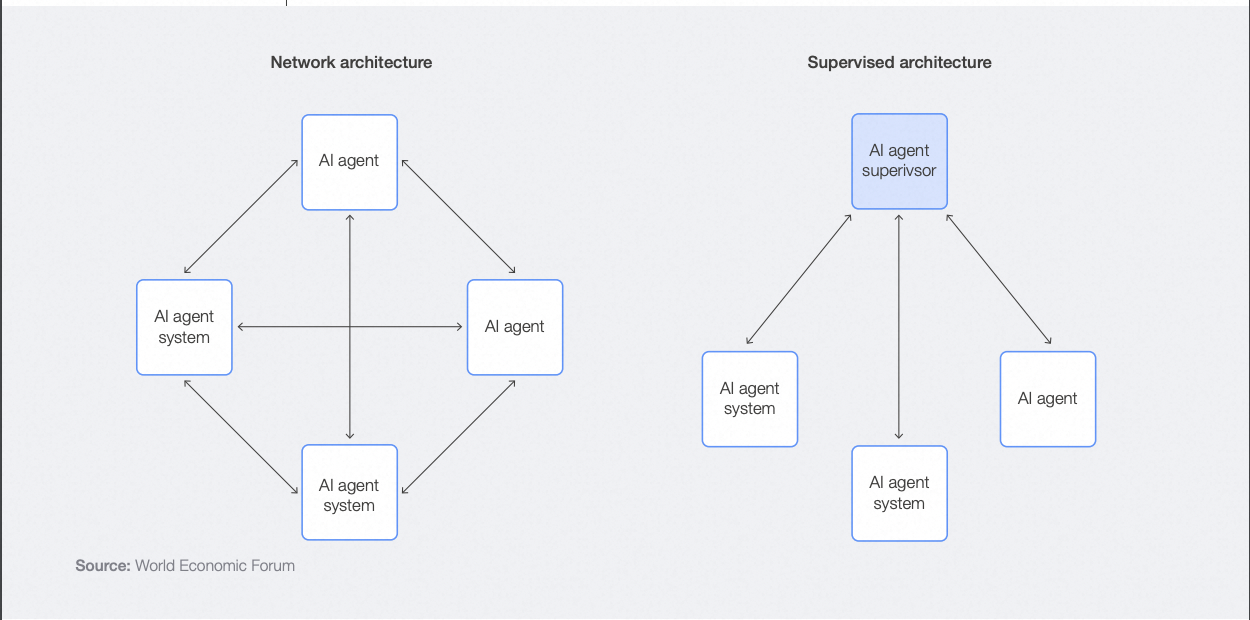 Network architecture
Supervised architecture
AI agent
AI agent
system
AI agent
AI agent
system
AI agent
superivsor
AI agent
system
AI agent
AI agent
system
Source: World Economic Forum